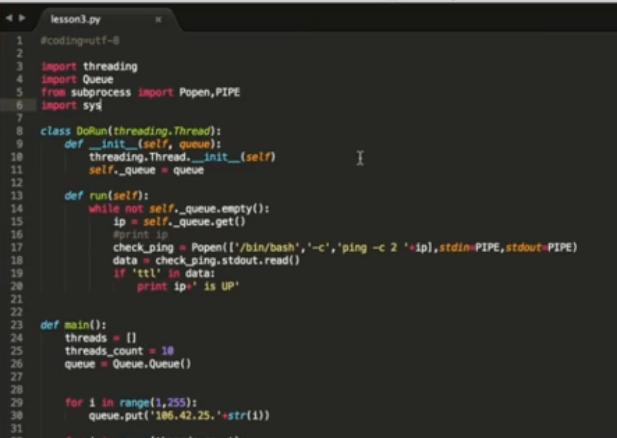 lesson3.py
1 #coding=utf-8
2
3 import threading
4 import Queue
5 from subprocess import Popen,PIPE
6 import sys
7
8 class DoRun(threading.Thread):
9     def __init__(self, queue):
10         threading.Thread.__init__(self)
11         self._queue = queue
12
13     def run(self):
14         while not self._queue.empty():
15             ip = self._queue.get()
16             #print ip
17             check_ping = Popen(['/bin/bash','-c','ping -c 2 '+ip],stdin=PIPE,stdout=PIPE)
18             data = check_ping.stdout.read()
19             if 'ttl' in data:
20                 print ip+' is UP'
21
22
23 def main():
24     threads = []
25     threads_count = 10
26     queue = Queue.Queue()
27
28
29     for i in range(1,255):
30         queue.put('106.42.25.'+str(i))
31